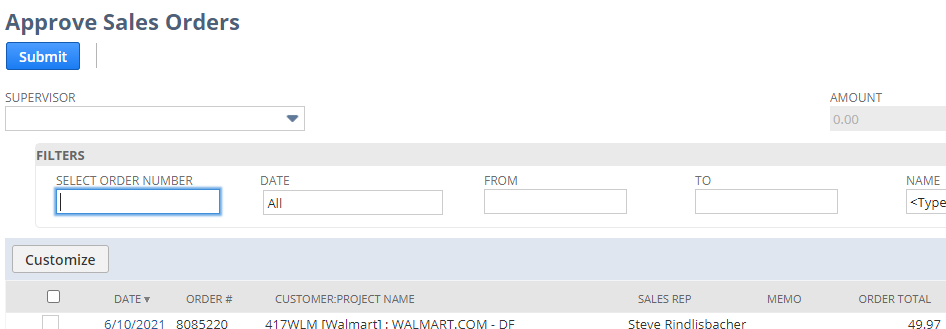 Approve Sales Orders
Submit
SUPERVISOR
AMOUNT
0.00
FILTERS
SELECT ORDER NUMBER DATE FROM TO NAME
All <Type
Customize
DATE ▼ ORDER # CUSTOMER:PROJECT NAME SALES REP MEMO ORDER TOTAL
6/10/2021 8085220 417WLM [Walmart] : WALMART.COM - DF Steve Rindlisbacher 49.97